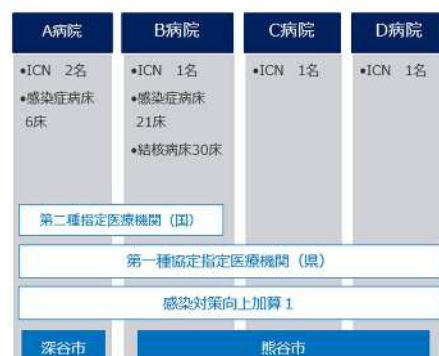 A病院
B病院
C病院
D病院
•ICN 2名
•感染症病床
6床
•ICN 1名
•感染症病床
21床
•結核病床30床
•ICN 1名
•ICN 1名
第二種指定医療機関（国）
第一種協定指定医療機関（県）
感染対策向上加算１
深谷市
熊谷市